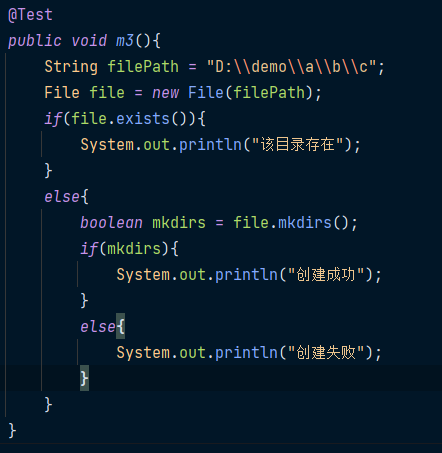 @Test
public void m3(){
    String filePath = "D:\\demo\\a\\b\\c";
    File file = new File(filePath);
    if(file.exists()){
        System.out.println("该目录存在");
    }
    else{
        boolean mkdirs = file.mkdirs();
        if(mkdirs){
            System.out.println("创建成功");
        }
        else{
            System.out.println("创建失败");
        }
    }
}